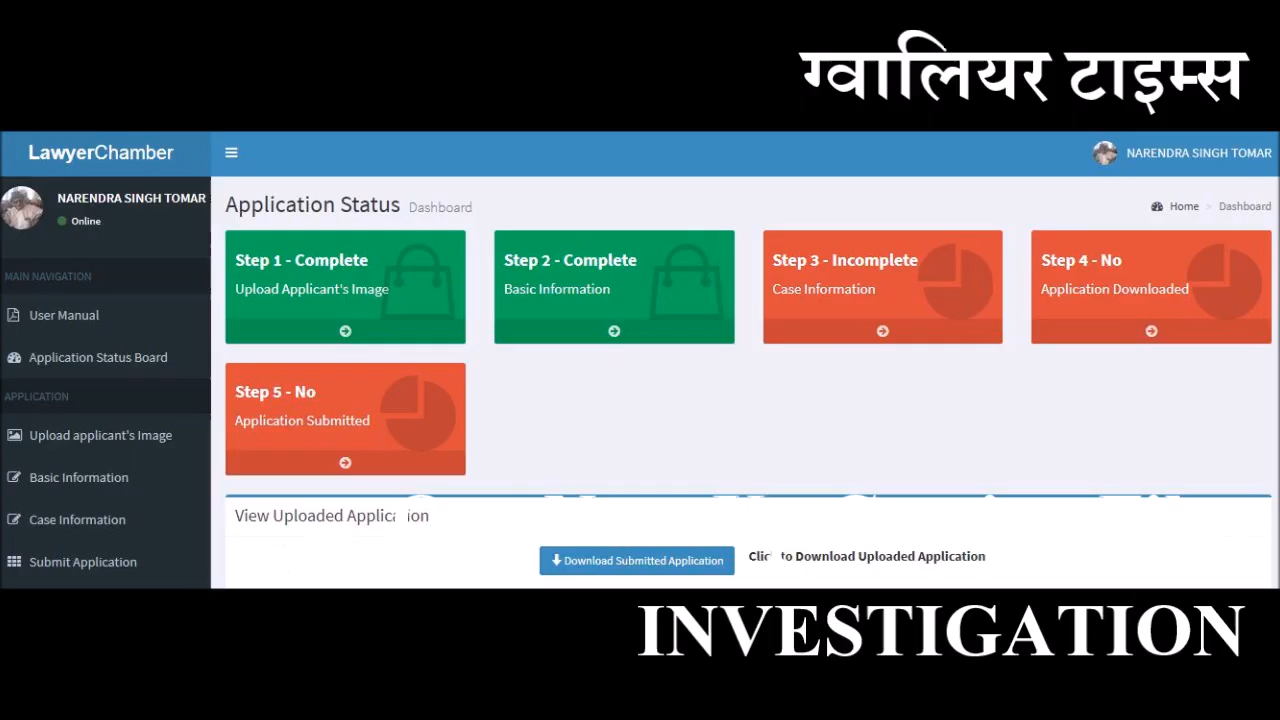 ग्वालियर टाइम्स
LawyerChamber
NARENDRA SINGH TOMAR
NARENDRA SINGH TOMAR
Online
MAIN NAVIGATION
User Manual
Application Status Board
APPLICATION
Upload applicant's Image
Basic Information
Case Information
Submit Application
Application Status Dashboard
Home > Dashboard
Step 1 - Complete
Upload Applicant's Image
Step 2 - Complete
Basic Information
Step 3 - Incomplete
Case Information
Step 4 - No
Application Downloaded
Step 5 - No
Application Submitted
View Uploaded Application
Download Submitted Application
Click to Download Uploaded Application
INVESTIGATION